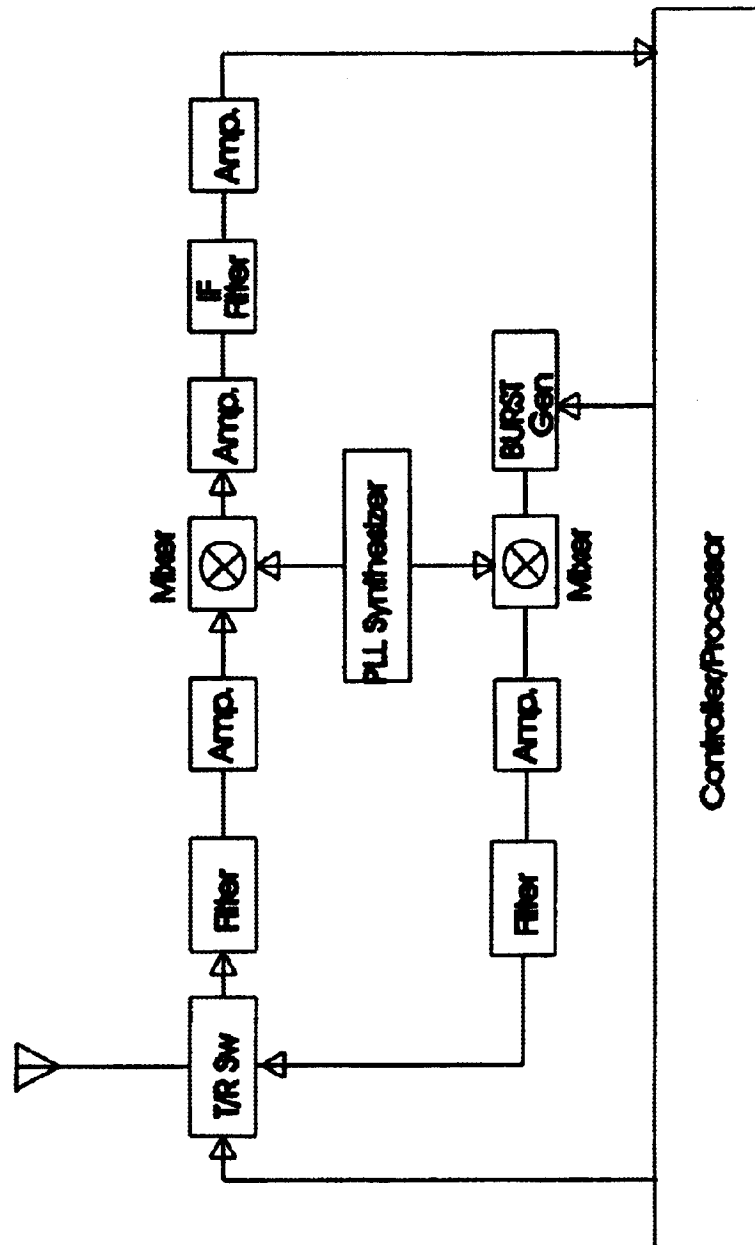 T/R Sw
Filter
Amp.
Mixer
Amp.
IF
Filter
Amp.
PLL Synthesizer
Filter
Amp.
Mixer
BURST
Gen
Controller/Processor